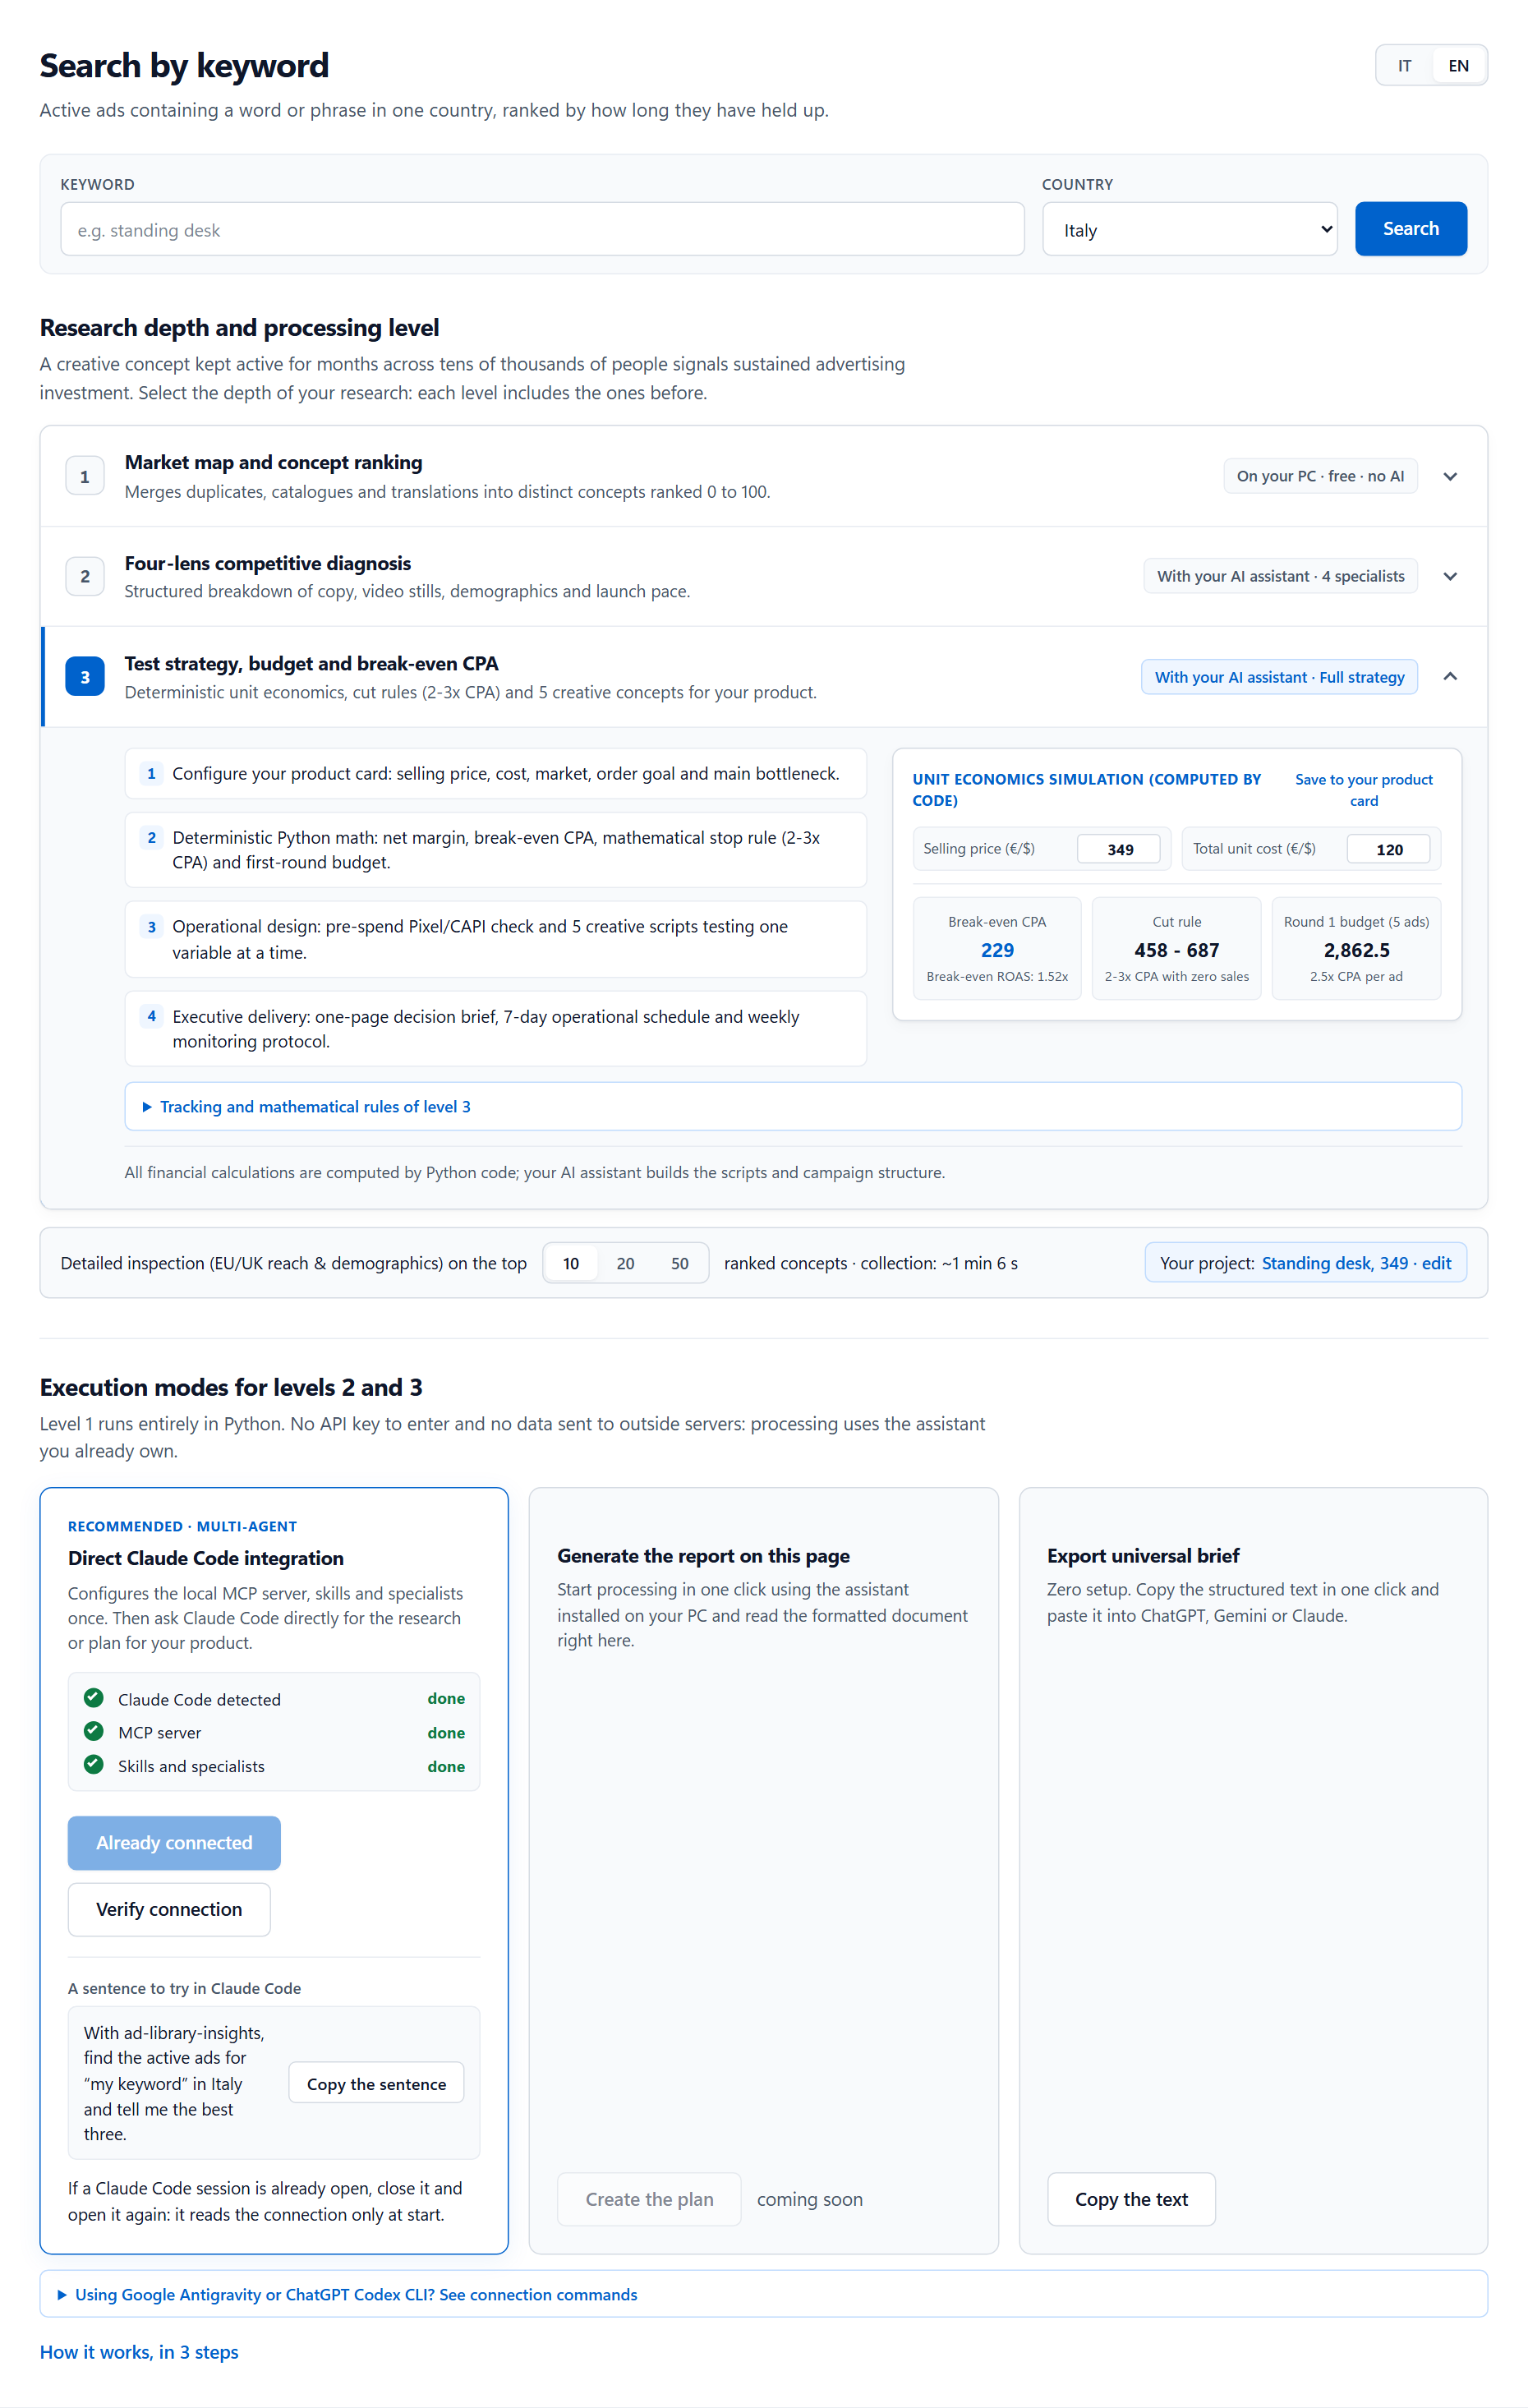 Search by keyword
IT
EN
Active ads containing a word or phrase in one country, ranked by how long they have held up.
KEYWORD
COUNTRY
e.g. standing desk
Italy
Search
Research depth and processing level
A creative concept kept active for months across tens of thousands of people signals sustained advertising
investment. Select the depth of your research: each level includes the ones before.
1
Market map and concept ranking
Merges duplicates, catalogues and translations into distinct concepts ranked 0 to 100.
On your PC · free · no AI
2
Four-lens competitive diagnosis
Structured breakdown of copy, video stills, demographics and launch pace.
With your AI assistant · 4 specialists
3
Test strategy, budget and break-even CPA
Deterministic unit economics, cut rules (2-3x CPA) and 5 creative concepts for your product.
With your AI assistant · Full strategy
1 Configure your product card: selling price, cost, market, order goal and main bottleneck.
2 Deterministic Python math: net margin, break-even CPA, mathematical stop rule (2-3x
CPA) and first-round budget.
3 Operational design: pre-spend Pixel/CAPI check and 5 creative scripts testing one
variable at a time.
4 Executive delivery: one-page decision brief, 7-day operational schedule and weekly
monitoring protocol.
UNIT ECONOMICS SIMULATION (COMPUTED BY
CODE)
Save to your product
card
Selling price (€/$) 349
Total unit cost (€/$) 120
Break-even CPA
229
Break-even ROAS: 1.52x
Cut rule
458 - 687
2-3x CPA with zero sales
Round 1 budget (5 ads)
2,862.5
2.5x CPA per ad
▶ Tracking and mathematical rules of level 3
All financial calculations are computed by Python code; your AI assistant builds the scripts and campaign structure.
Detailed inspection (EU/UK reach & demographics) on the top 10 20 50 ranked concepts · collection: ~1 min 6 s
Your project: Standing desk, 349 · edit
Execution modes for levels 2 and 3
Level 1 runs entirely in Python. No API key to enter and no data sent to outside servers: processing uses the assistant
you already own.
RECOMMENDED · MULTI-AGENT
Direct Claude Code integration
Configures the local MCP server, skills and specialists
once. Then ask Claude Code directly for the research
or plan for your product.
Claude Code detected done
MCP server done
Skills and specialists done
Already connected
Verify connection
A sentence to try in Claude Code
With ad-library-insights,
find the active ads for
“my keyword” in Italy
and tell me the best
three.
Copy the sentence
If a Claude Code session is already open, close it and
open it again: it reads the connection only at start.
Generate the report on this page
Start processing in one click using the assistant
installed on your PC and read the formatted document
right here.
Create the plan
coming soon
Export universal brief
Zero setup. Copy the structured text in one click and
paste it into ChatGPT, Gemini or Claude.
Copy the text
▶ Using Google Antigravity or ChatGPT Codex CLI? See connection commands
How it works, in 3 steps